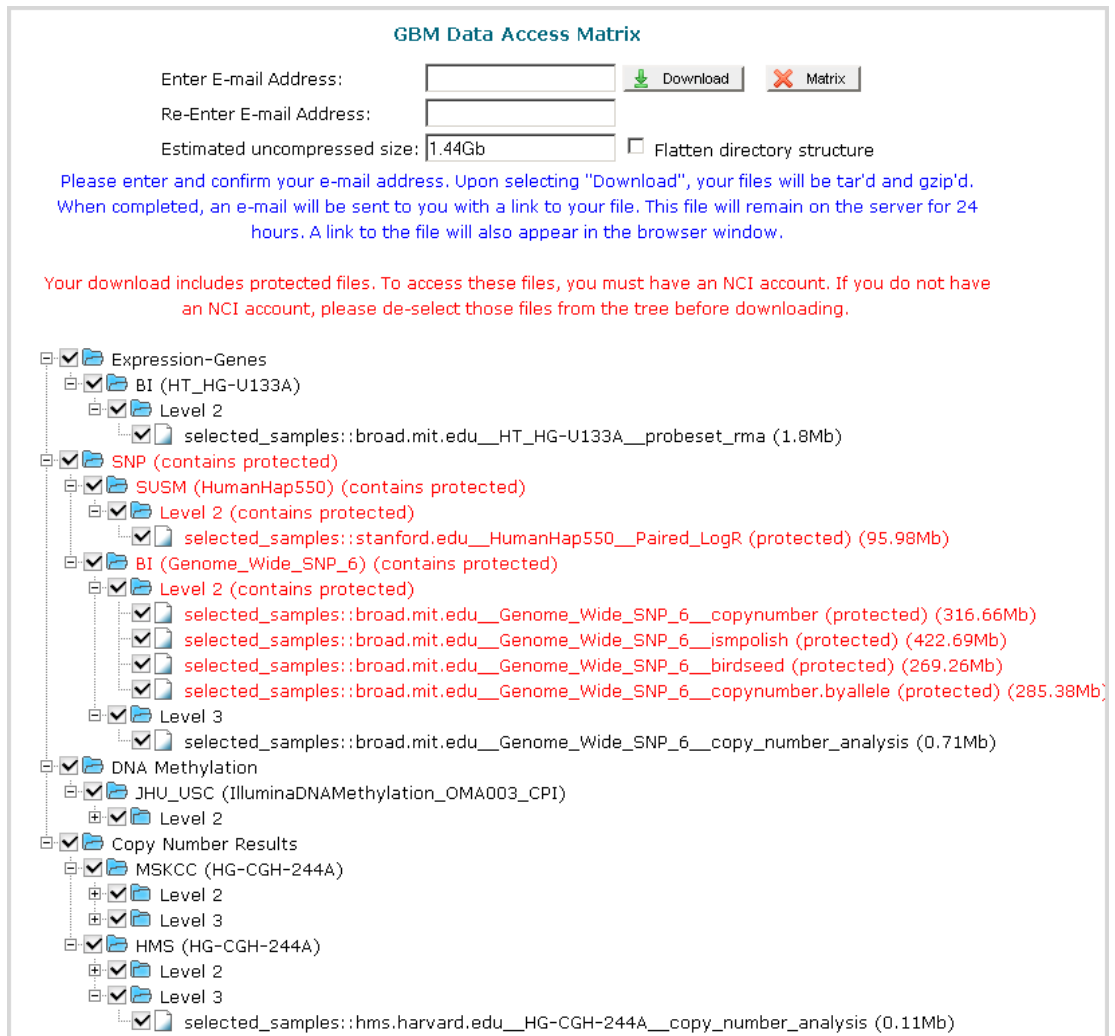 GBM Data Access Matrix
Enter E-mail Address: Download Matrix
Re-Enter E-mail Address:
Estimated uncompressed size: 1.44Gb Flatten directory structure
Please enter and confirm your e-mail address. Upon selecting "Download", your files will be tar'd and gzip'd.
When completed, an e-mail will be sent to you with a link to your file. This file will remain on the server for 24
hours. A link to the file will also appear in the browser window.
Your download includes protected files. To access these files, you must have an NCI account. If you do not have
an NCI account, please de-select those files from the tree before downloading.
Expression-Genes
BI (HT_HG-U133A)
Level 2
selected_samples::broad.mit.edu__HT_HG-U133A__probeset_rma (1.8Mb)
SNP (contains protected)
SUSM (HumanHap550) (contains protected)
Level 2 (contains protected)
selected_samples::stanford.edu__HumanHap550__Paired_LogR (protected) (95.98Mb)
BI (Genome_Wide_SNP_6) (contains protected)
Level 2 (contains protected)
selected_samples::broad.mit.edu__Genome_Wide_SNP_6__copynumber (protected) (316.66Mb)
selected_samples::broad.mit.edu__Genome_Wide_SNP_6__ismpolish (protected) (422.69Mb)
selected_samples::broad.mit.edu__Genome_Wide_SNP_6__birdseed (protected) (269.26Mb)
selected_samples::broad.mit.edu__Genome_Wide_SNP_6__copynumber.byallele (protected) (285.38Mb)
Level 3
selected_samples::broad.mit.edu__Genome_Wide_SNP_6__copy_number_analysis (0.71Mb)
DNA Methylation
JHU_USC (IlluminaDNAMethylation_OMA003_CPI)
Level 2
Copy Number Results
MSKCC (HG-CGH-244A)
Level 2
Level 3
HMS (HG-CGH-244A)
Level 2
Level 3
selected_samples::hms.harvard.edu__HG-CGH-244A__copy_number_analysis (0.11Mb)